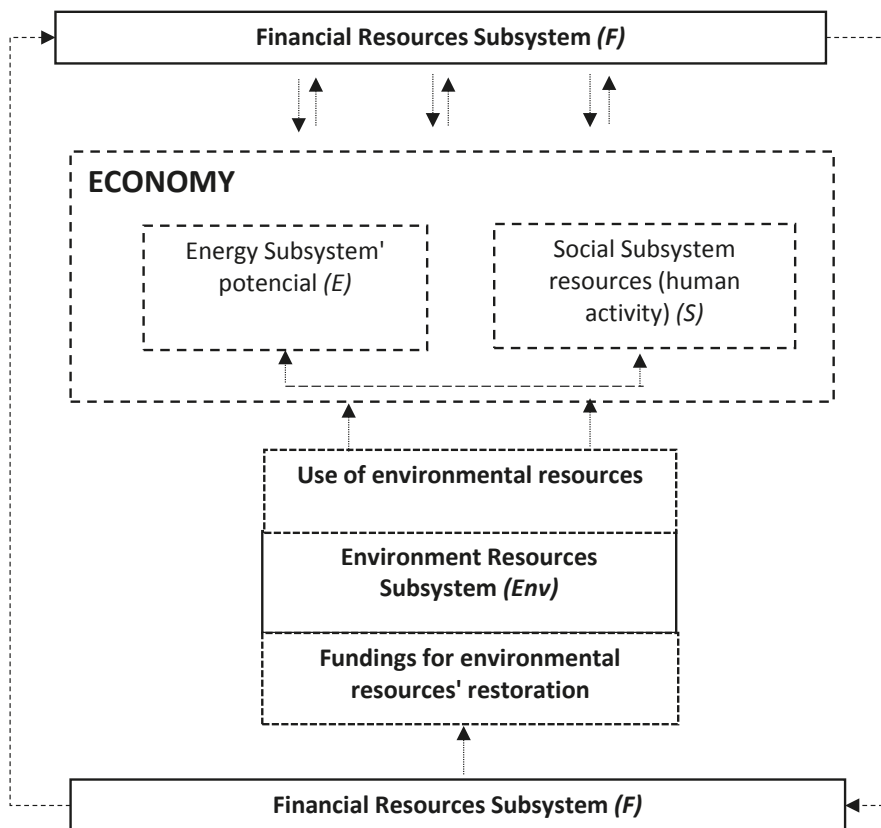 Financial Resources Subsystem (F)
ECONOMY
Energy Subsystem'
potencial (E)
Social Subsystem
resources (human
activity) (S)
Use of environmental resources
Environment Resources
Subsystem (Env)
Fundings for environmental
resources' restoration
Financial Resources Subsystem (F)